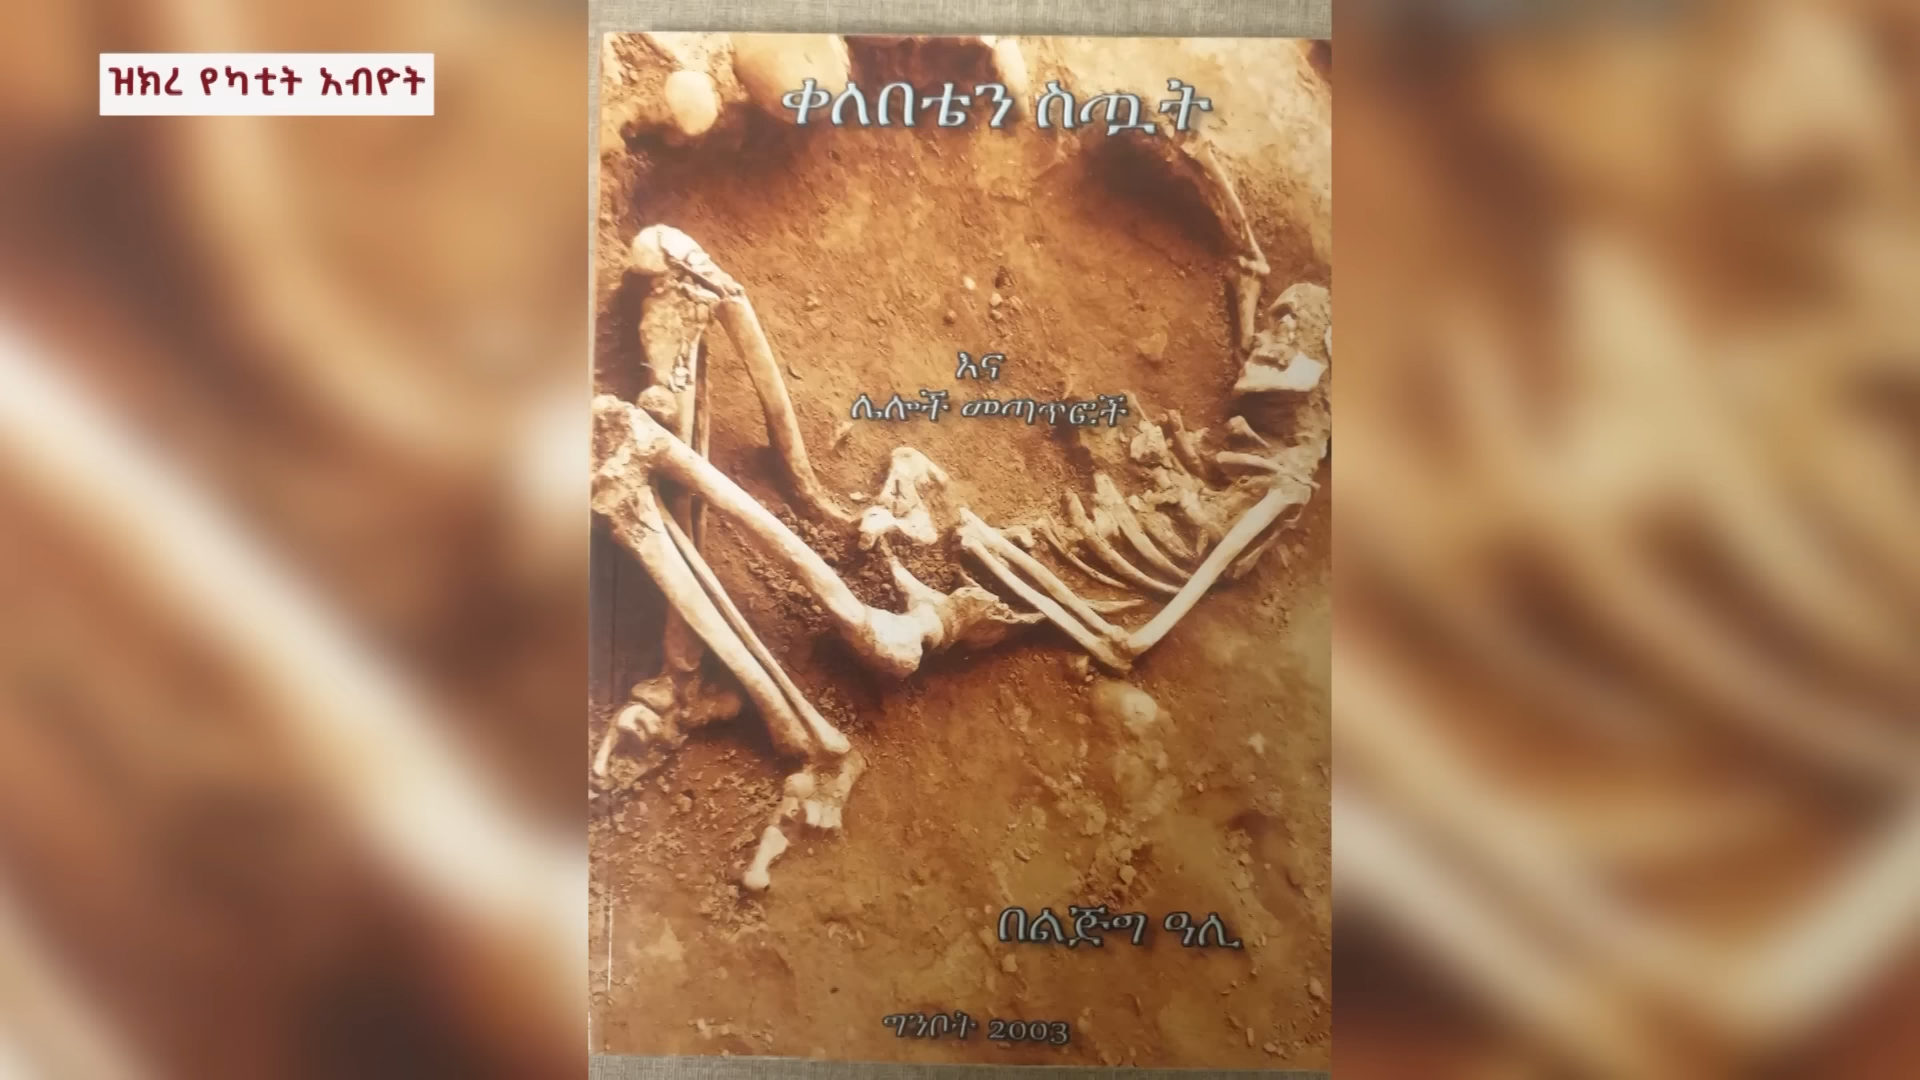 ዝክረ የካቲት አብዮት
ቀለበቴን ስጧት
እና
ሌሎች መጣጥፎች
በልጅግ ዓሊ
ግንቦት 2003